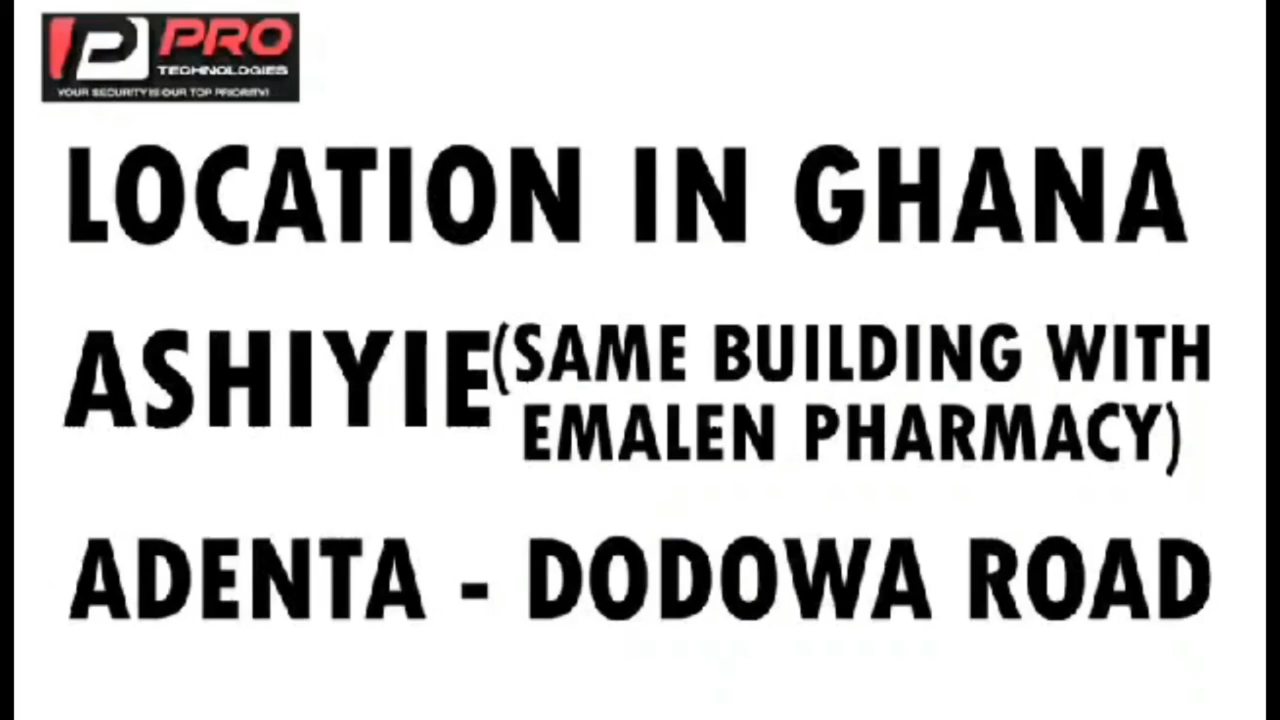 PRO
TECHNOLOGIES
YOUR SECURITY IS OUR TOP PRIORITY!
LOCATION IN GHANA
ASHIYIE (SAME BUILDING WITH
EMALEN PHARMACY)
ADENTA - DODOWA ROAD